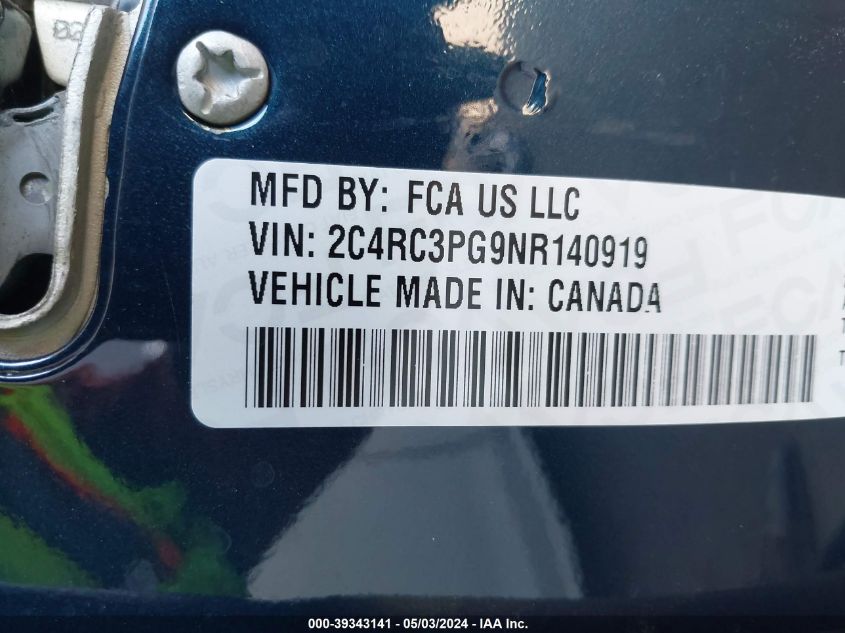 MFD BY: FCA US LLC
VIN: 2C4RC3PG9NR140919
VEHICLE MADE IN: CANADA
000-39343141 - 05/03/2024 - IAA Inc.